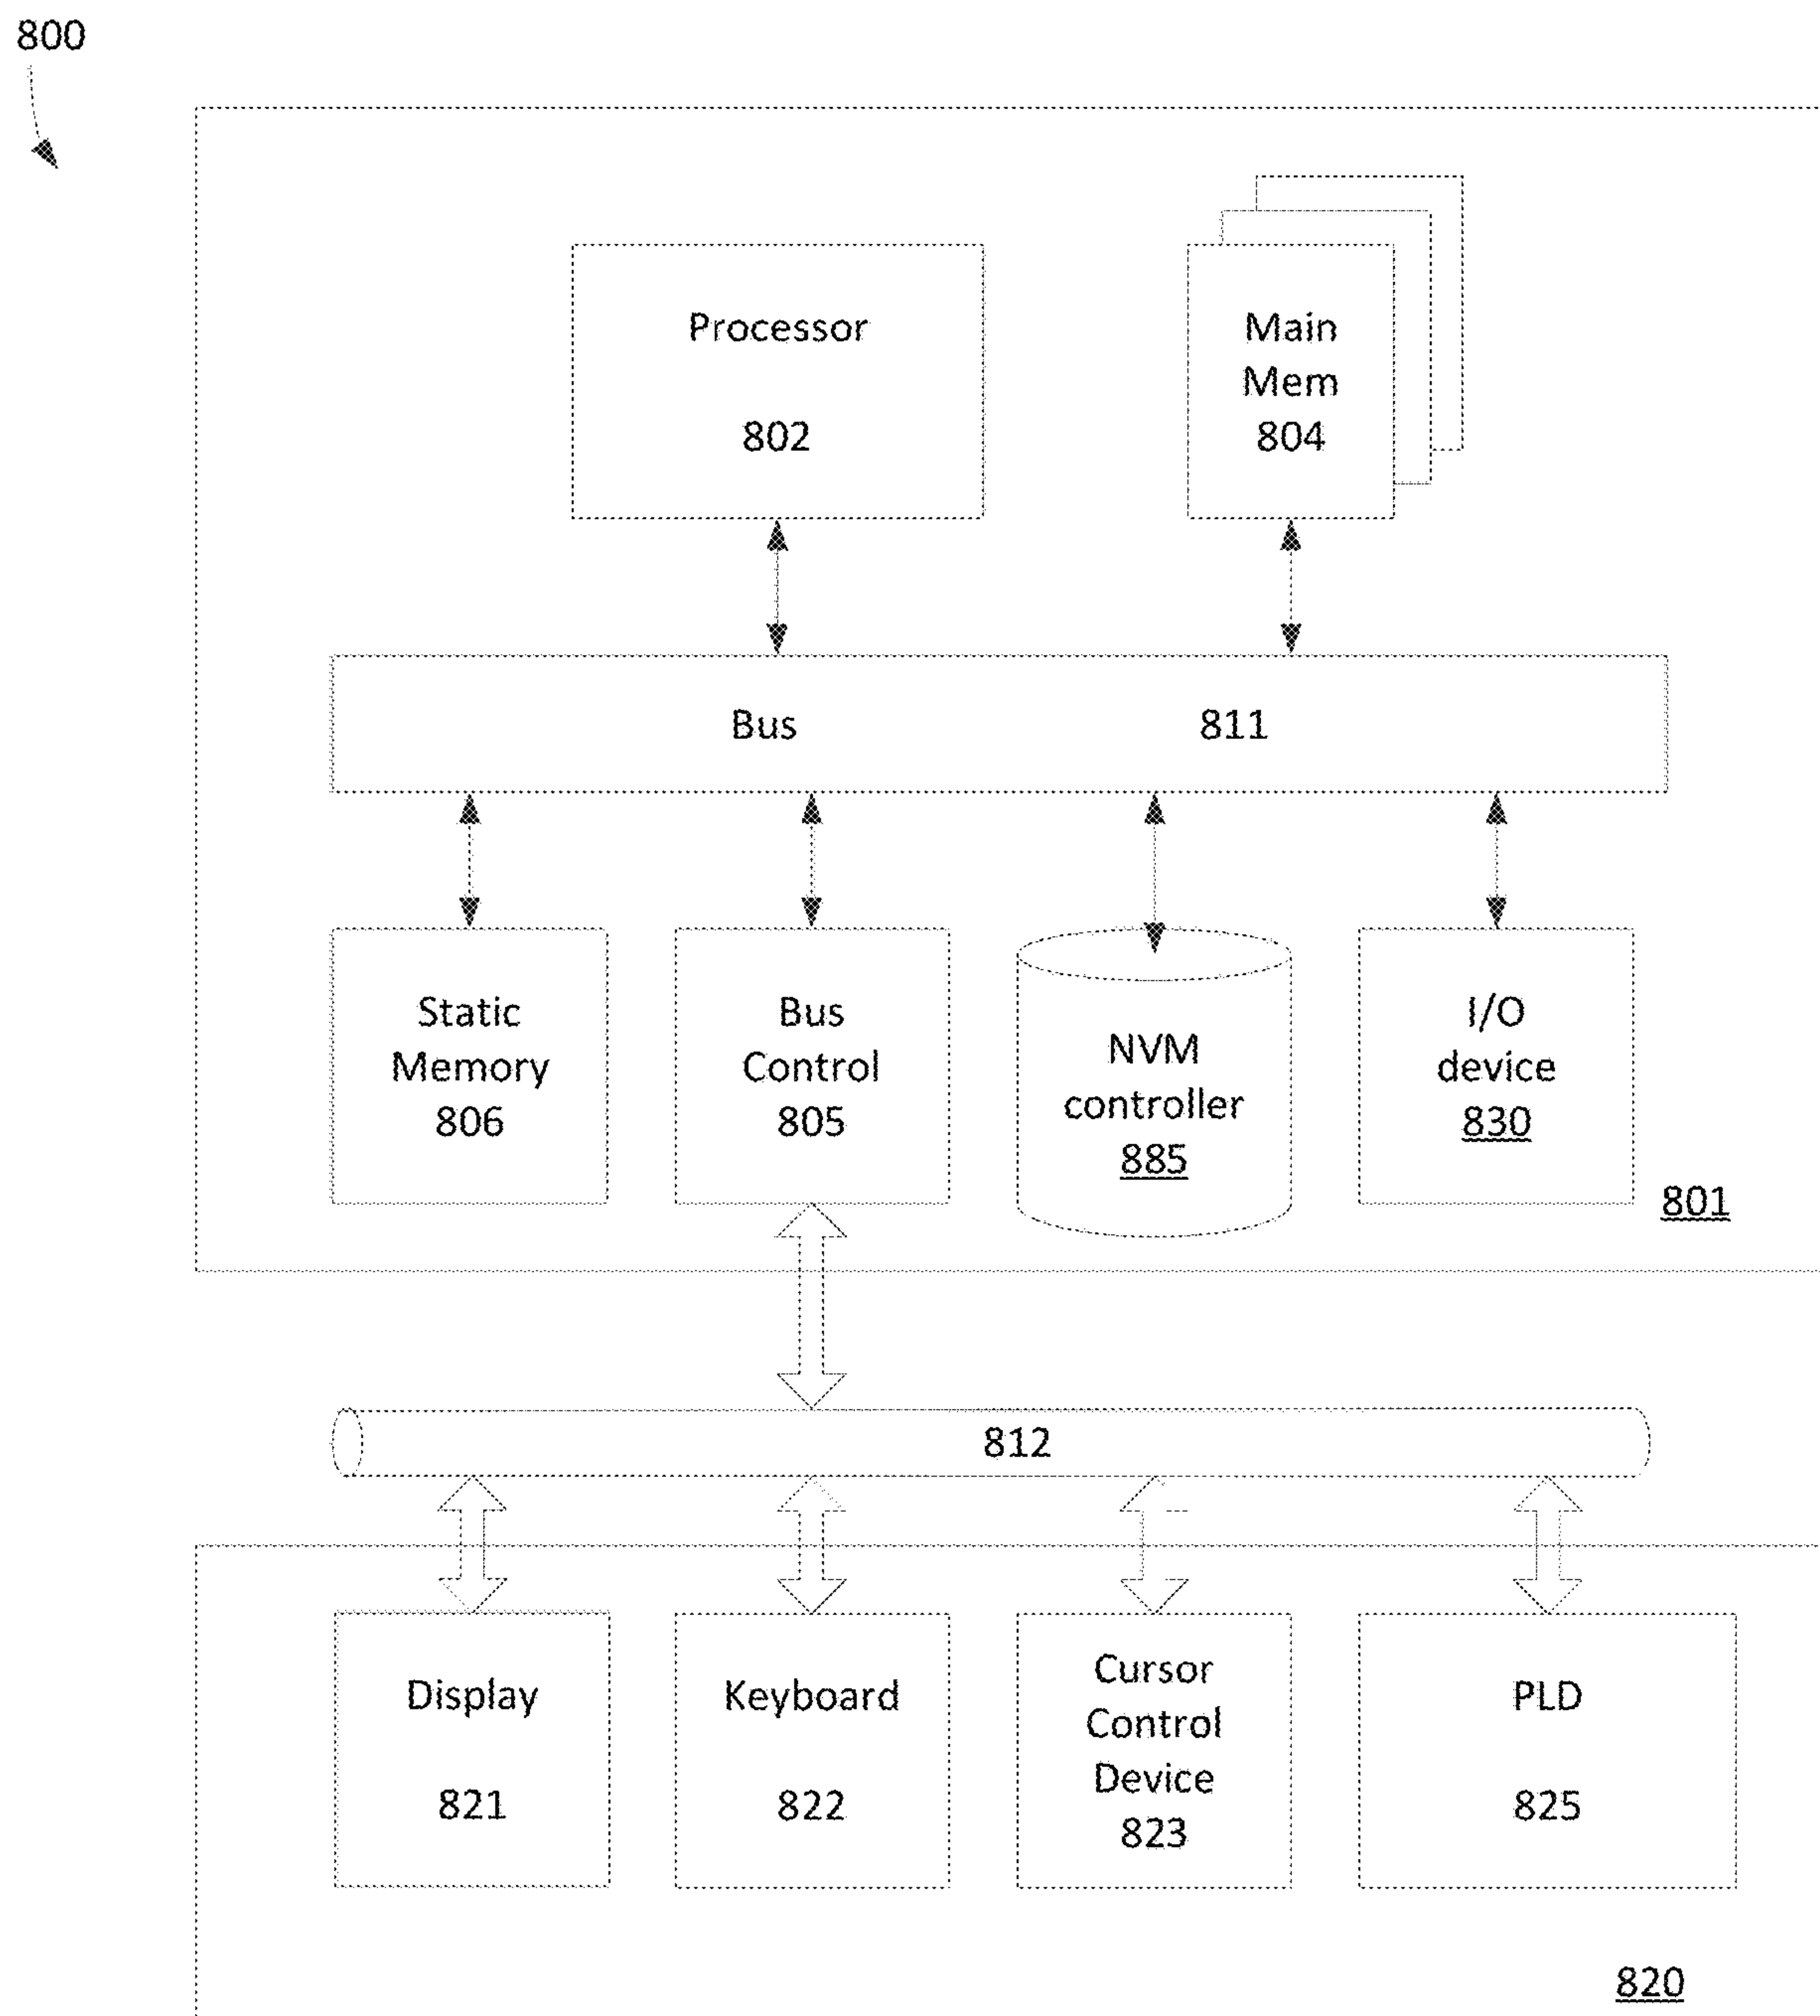 800
Processor
802
Main
Mem
804
Bus 811
Static
Memory
806
Bus
Control
805
NVM
controller
885
I/O
device
830
801
812
Display
821
Keyboard
822
Cursor
Control
Device
823
PLD
825
820